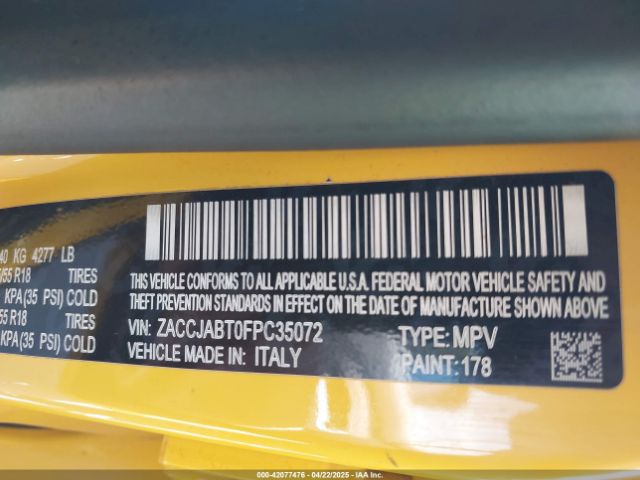 40 KG 4277 LB
/55 R18 TIRES
KPA (35 PSI) COLD
55 R18 TIRES
KPA (35 PSI) COLD
THIS VEHICLE CONFORMS TO ALL APPLICABLE U.S.A. FEDERAL MOTOR VEHICLE SAFETY AND
THEFT PREVENTION STANDARDS IN EFFECT ON THE DATE OF MANUFACTURE SHOWN ABOVE
VIN: ZACCJABT0FPC35072 TYPE: MPV
VEHICLE MADE IN: ITALY PAINT: 178
000-42077476 - 04/22/2025 - IAAI.COM